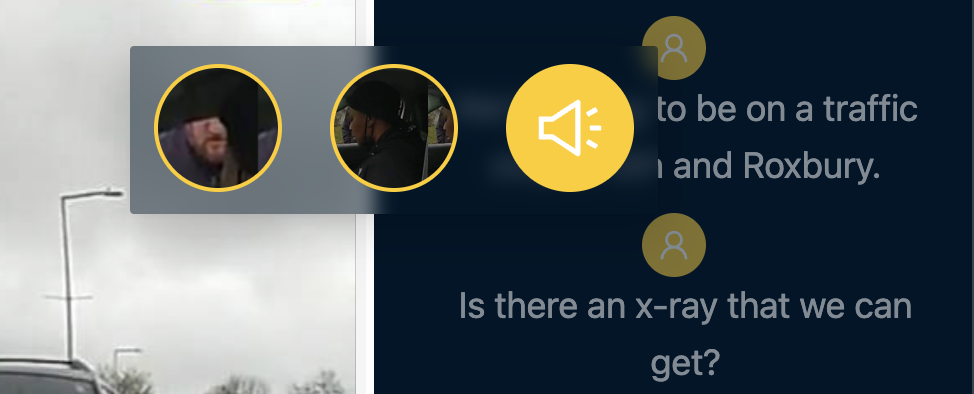 to be on a traffic
and Roxbury.
Is there an x-ray that we can
get?